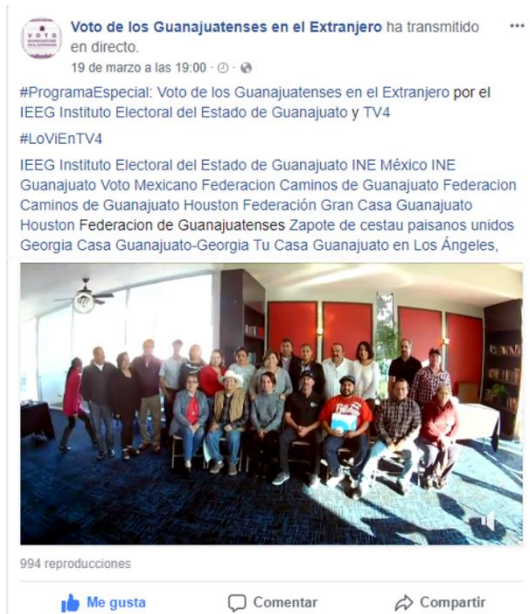 Voto de los Guanajuatenses en el Extranjero ha transmitido
en directo.
19 de marzo a las 19:00
#ProgramaEspecial: Voto de los Guanajuatenses en el Extranjero por el
IEEG Instituto Electoral del Estado de Guanajuato y TV4
#LoViEnTV4
IEEG Instituto Electoral del Estado de Guanajuato INE México INE
Guanajuato Voto Mexicano Federacion Caminos de Guanajuato Federacion
Caminos de Guanajuato Houston Federación Gran Casa Guanajuato
Houston Federacion de Guanajuatenses Zapote de cestau paisanos unidos
Georgia Casa Guanajuato-Georgia Tu Casa Guanajuato en Los Ángeles,
994 reproducciones
Me gusta
Comentar
Compartir